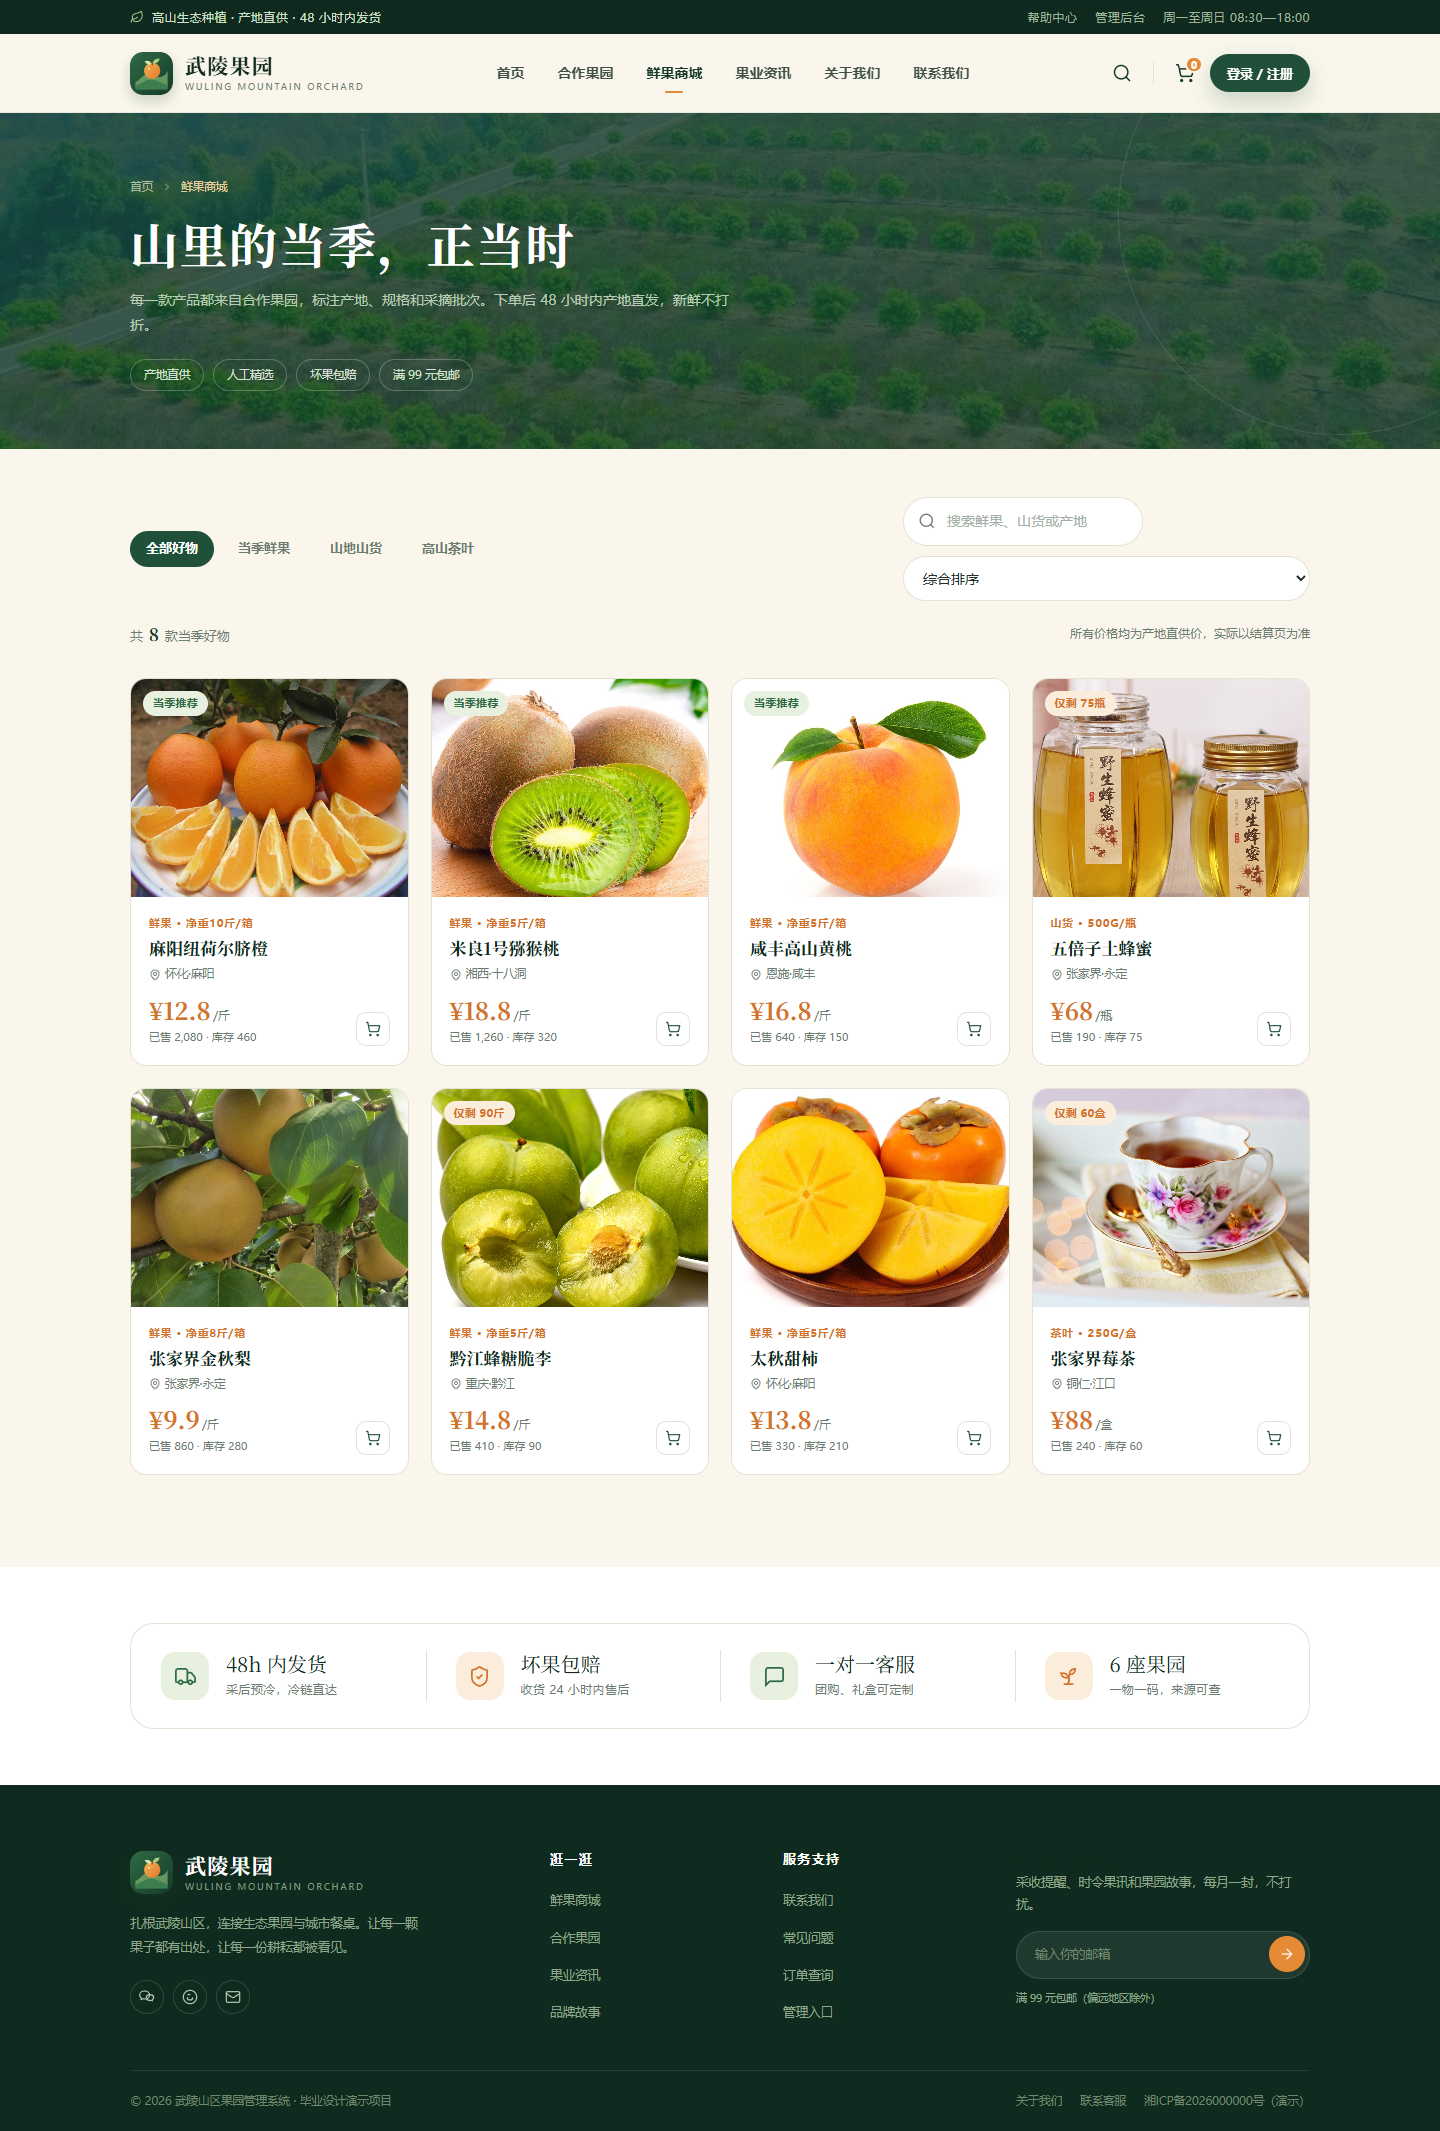 高山生态种植 · 产地直供 · 48 小时内发货
帮助中心 管理后台 周一至周日 08:30—18:00
武陵果园
WULING MOUNTAIN ORCHARD
首页 合作果园 鲜果商城 果业资讯 关于我们 联系我们
0
登录 / 注册
首页 › 鲜果商城
山里的当季，正当时
每一款产品都来自合作果园，标注产地、规格和采摘批次。下单后 48 小时内产地直发，新鲜不打
折。
产地直供 人工精选 坏果包赔 满 99 元包邮
搜索鲜果、山货或产地
全部好物 当季鲜果 山地山货 高山茶叶
综合排序
共 8 款当季好物
所有价格均为产地直供价，实际以结算页为准
当季推荐
鲜果 • 净重10斤/箱
麻阳纽荷尔脐橙
怀化·麻阳
¥12.8/斤
已售 2,080 · 库存 460
当季推荐
鲜果 • 净重5斤/箱
米良1号猕猴桃
湘西·十八洞
¥18.8/斤
已售 1,260 · 库存 320
当季推荐
鲜果 • 净重5斤/箱
咸丰高山黄桃
恩施·咸丰
¥16.8/斤
已售 640 · 库存 150
仅剩 75瓶
野生蜂蜜
野生蜂蜜
山货 • 500G/瓶
五倍子土蜂蜜
张家界·永定
¥68/瓶
已售 190 · 库存 75
鲜果 • 净重8斤/箱
张家界金秋梨
张家界·永定
¥9.9/斤
已售 860 · 库存 280
仅剩 90斤
鲜果 • 净重5斤/箱
黔江蜂糖脆李
重庆·黔江
¥14.8/斤
已售 410 · 库存 90
鲜果 • 净重5斤/箱
太秋甜柿
怀化·麻阳
¥13.8/斤
已售 330 · 库存 210
仅剩 60盒
茶叶 • 250G/盒
张家界莓茶
铜仁·江口
¥88/盒
已售 240 · 库存 60
48h 内发货
采后预冷，冷链直达
坏果包赔
收货 24 小时内售后
一对一客服
团购、礼盒可定制
6 座果园
一物一码，来源可查
武陵果园
WULING MOUNTAIN ORCHARD
扎根武陵山区，连接生态果园与城市餐桌。让每一颗
果子都有出处，让每一份耕耘都被看见。
逛一逛
鲜果商城
合作果园
果业资讯
品牌故事
服务支持
联系我们
常见问题
订单查询
管理入口
采收提醒、时令果讯和果园故事，每月一封，不打
扰。
输入你的邮箱
满 99 元包邮（偏远地区除外）
© 2026 武陵山区果园管理系统 · 毕业设计演示项目
关于我们 联系客服 湘ICP备2026000000号（演示）